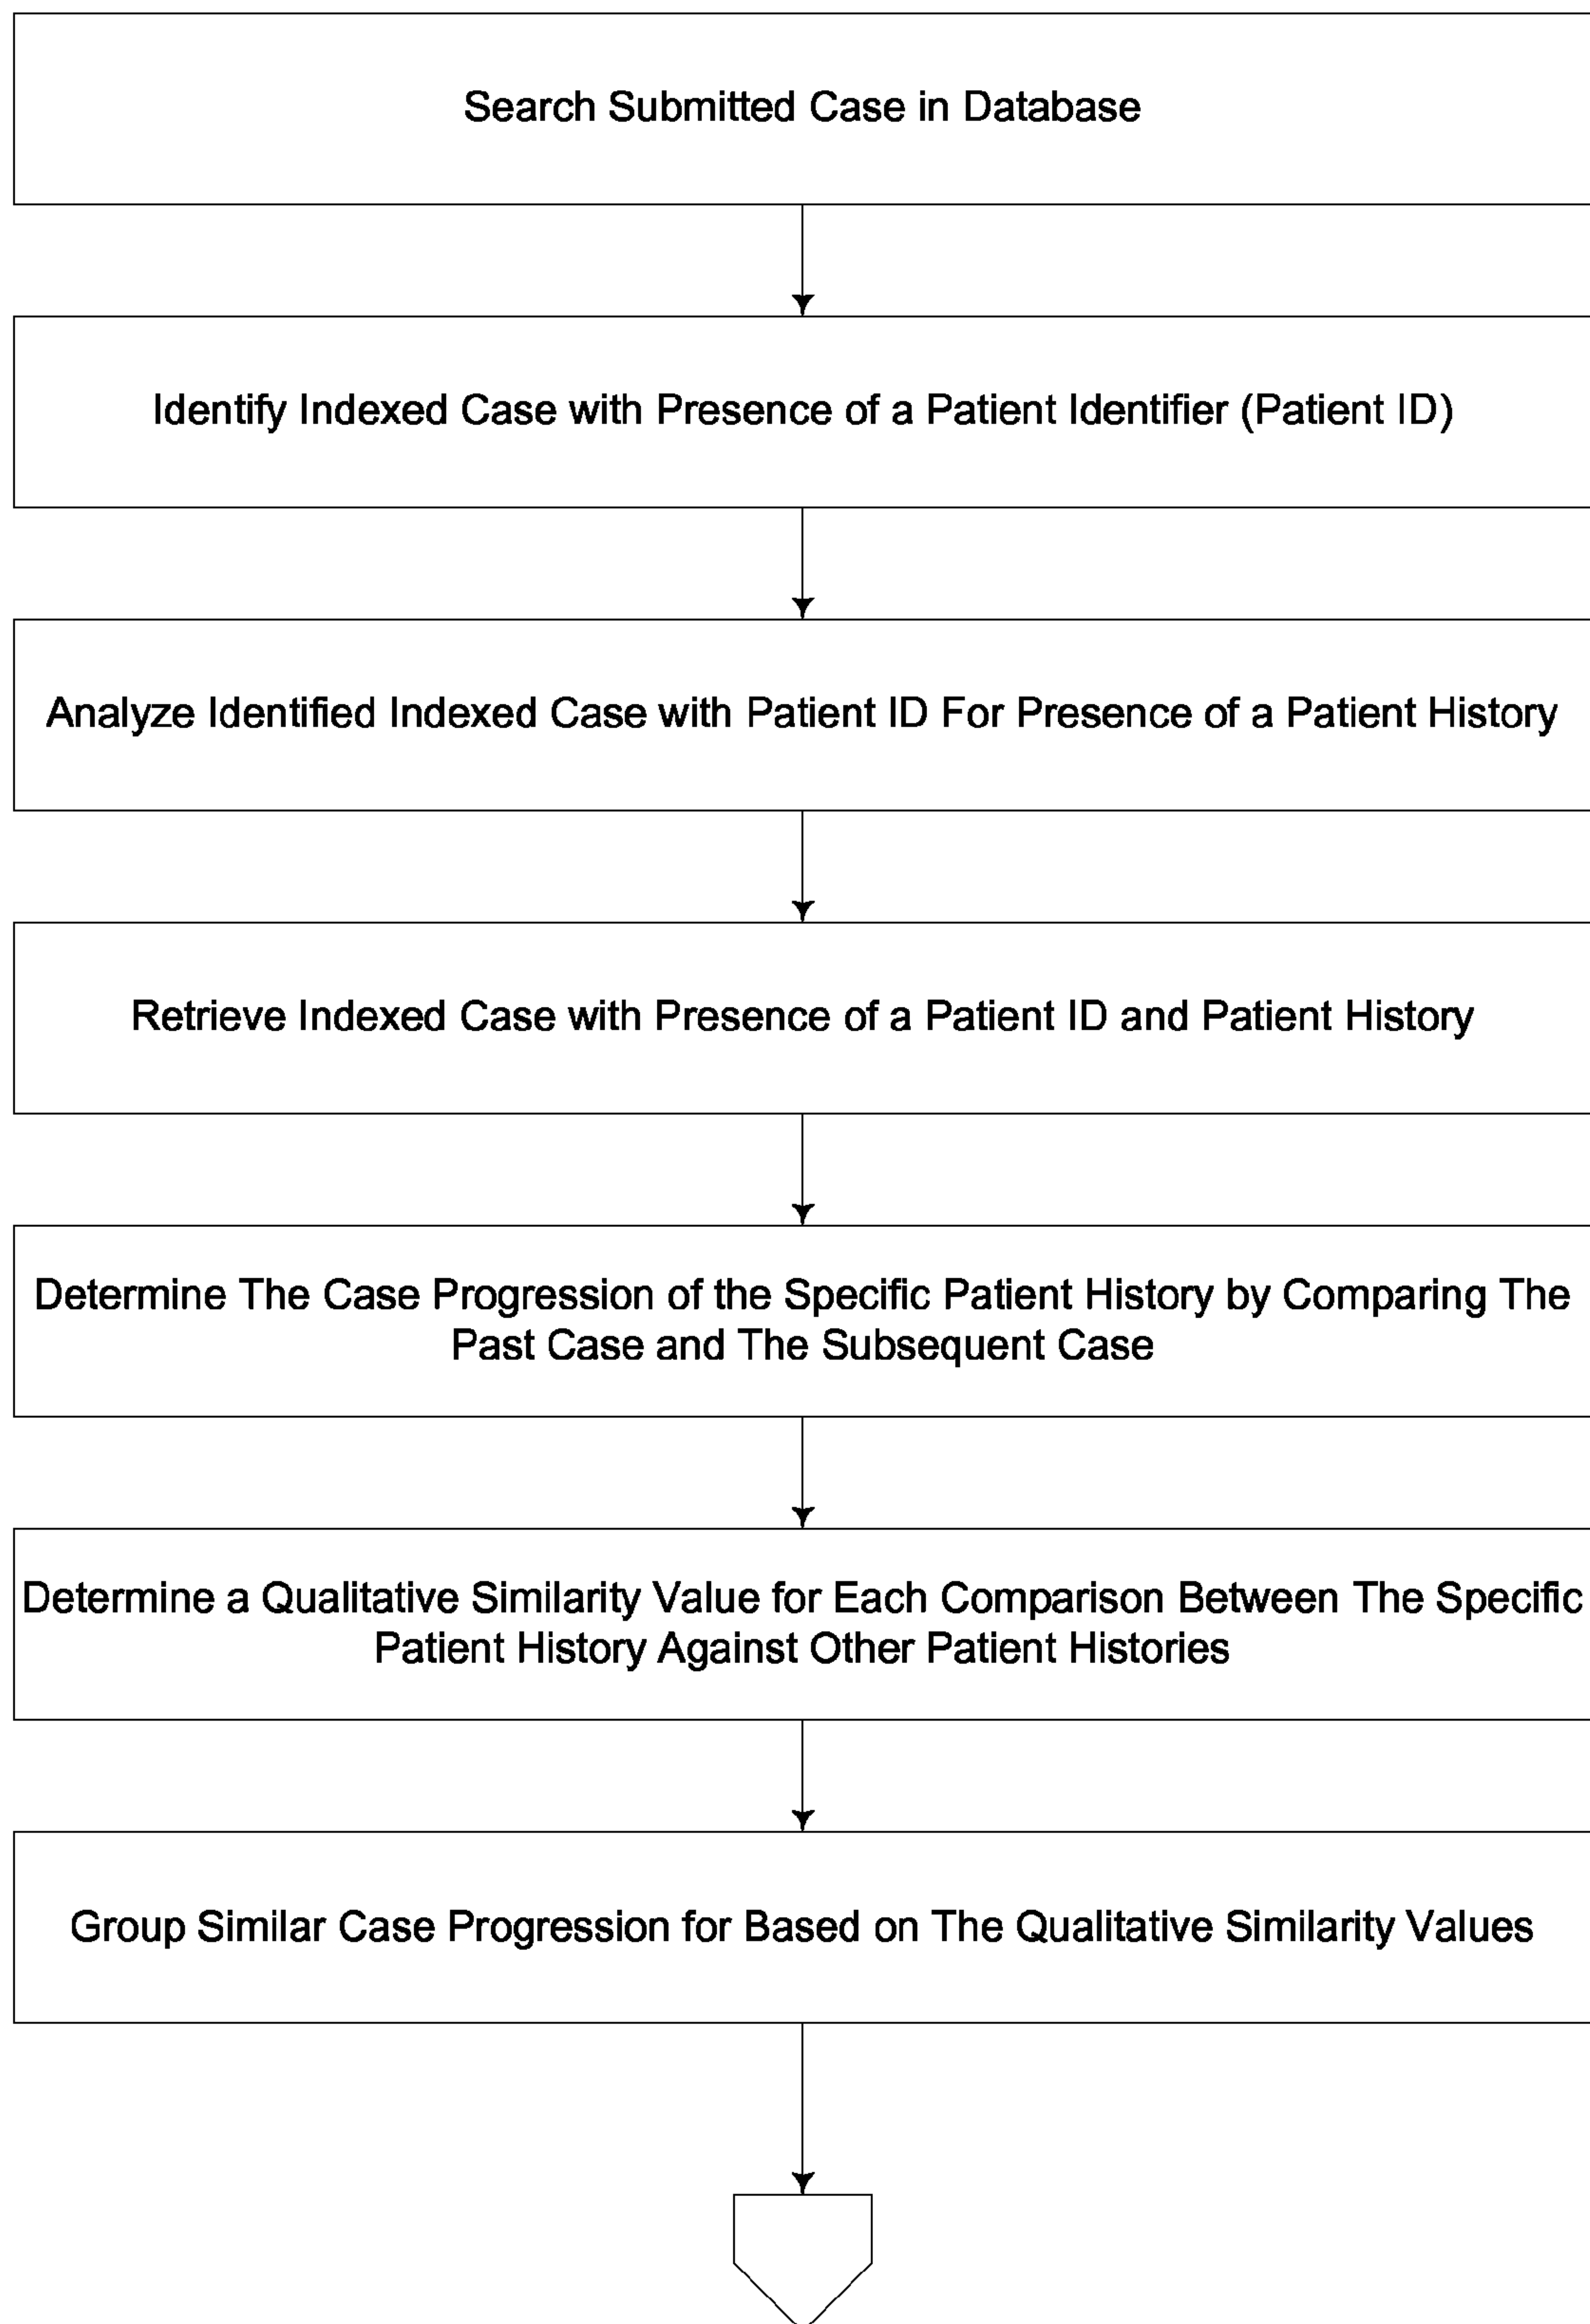 Search Submitted Case in Database
Identify Indexed Case with Presence of a Patient Identifier (Patient ID)
Analyze Identified Indexed Case with Patient ID For Presence of a Patient History
Retrieve Indexed Case with Presence of a Patient ID and Patient History
Determine The Case Progression of the Specific Patient History by Comparing The
Past Case and The Subsequent Case
Determine a Qualitative Similarity Value for Each Comparison Between The Specific
Patient History Against Other Patient Histories
Group Similar Case Progression for Based on The Qualitative Similarity Values